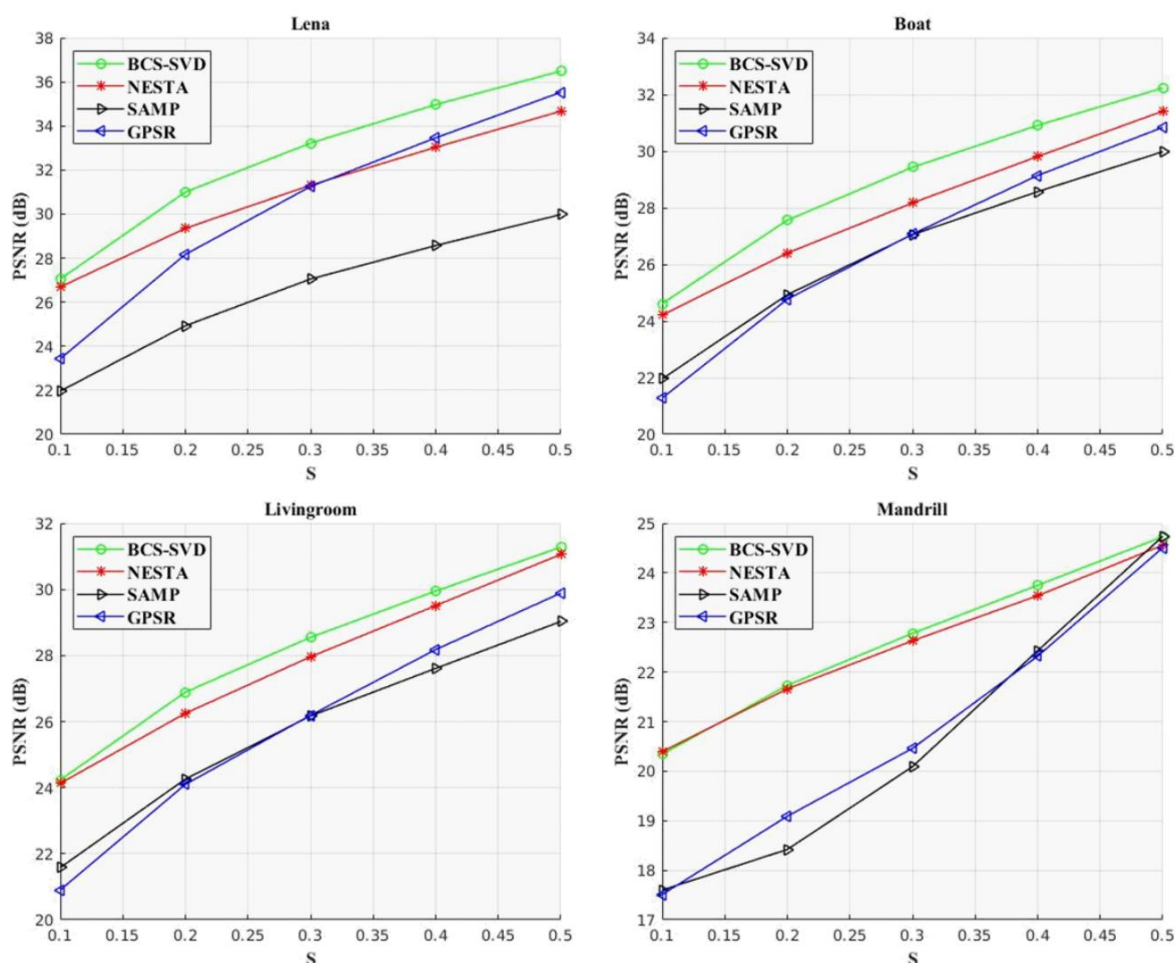 Lena
38
36
34
32
30
28
26
24
22
20
PSNR (dB)
BCS-SVD
NESTA
SAMP
GPSR
0.1 0.15 0.2 0.25 0.3 0.35 0.4 0.45 0.5
S
Boat
34
32
30
28
26
24
22
20
PSNR (dB)
BCS-SVD
NESTA
SAMP
GPSR
0.1 0.15 0.2 0.25 0.3 0.35 0.4 0.45 0.5
S
Livingroom
32
30
28
26
24
22
20
PSNR (dB)
BCS-SVD
NESTA
SAMP
GPSR
0.1 0.15 0.2 0.25 0.3 0.35 0.4 0.45 0.5
S
Mandrill
25
24
23
22
21
20
19
18
17
PSNR (dB)
BCS-SVD
NESTA
SAMP
GPSR
0.1 0.15 0.2 0.25 0.3 0.35 0.4 0.45 0.5
S